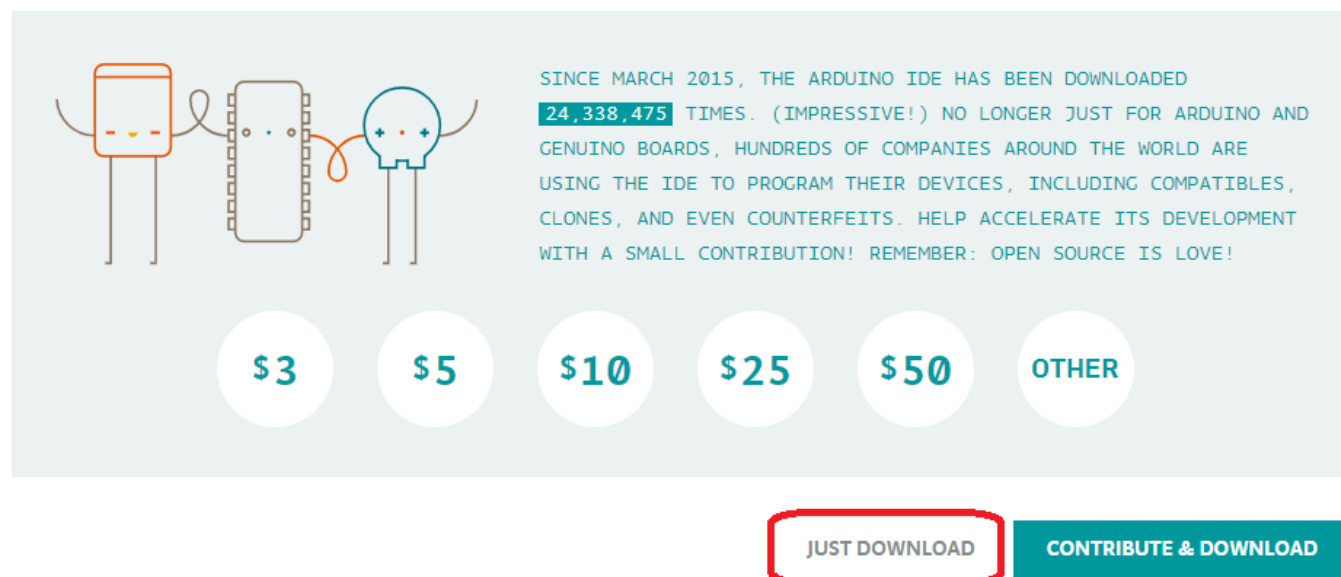 SINCE MARCH 2015, THE ARDUINO IDE HAS BEEN DOWNLOADED
24,338,475 TIMES. (IMPRESSIVE!) NO LONGER JUST FOR ARDUINO AND
GENUINO BOARDS, HUNDREDS OF COMPANIES AROUND THE WORLD ARE
USING THE IDE TO PROGRAM THEIR DEVICES, INCLUDING COMPATIBLES,
CLONES, AND EVEN COUNTERFEITS. HELP ACCELERATE ITS DEVELOPMENT
WITH A SMALL CONTRIBUTION! REMEMBER: OPEN SOURCE IS LOVE!
$3 $5 $10 $25 $50 OTHER
JUST DOWNLOAD CONTRIBUTE & DOWNLOAD